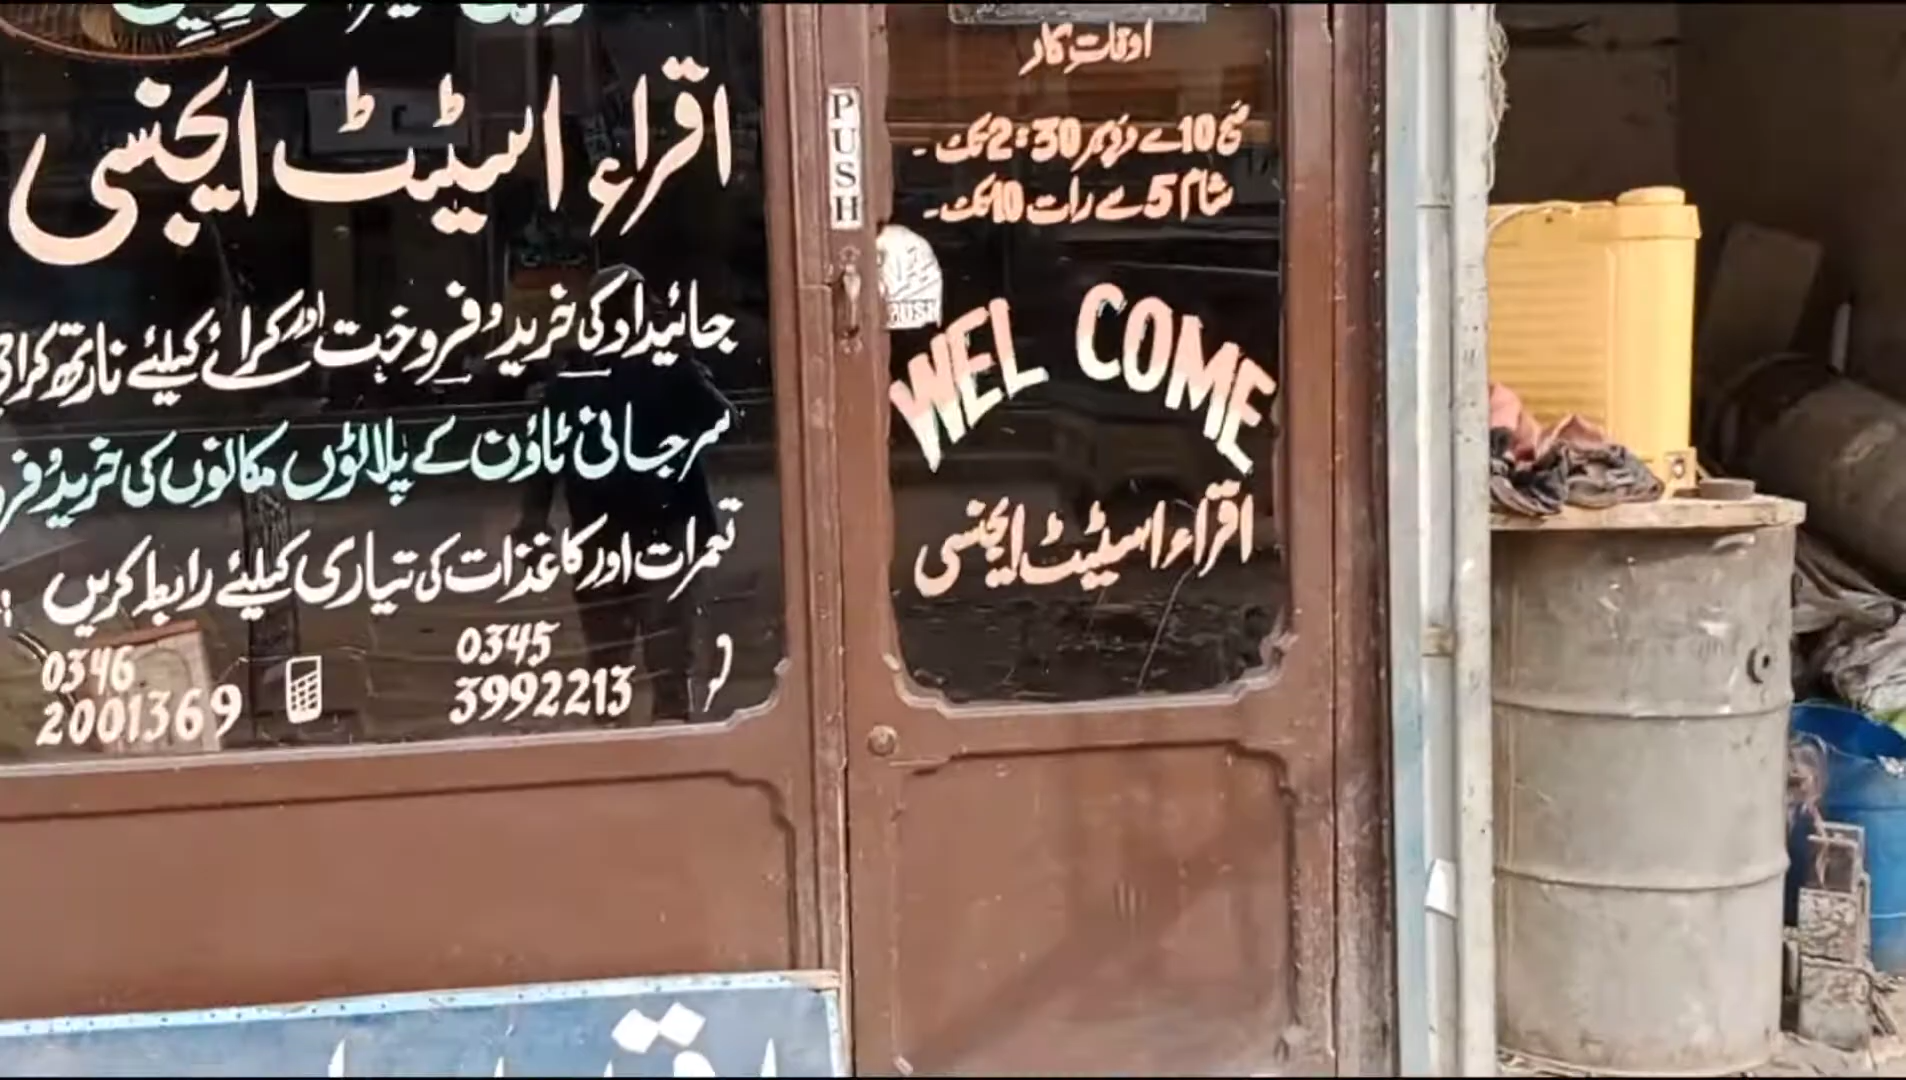 اقراء اسٹیٹ ایجنسی
جائیداد کی خرید و فروخت اور کرائے کیلئے نارتھ کراچی
سرجانی ٹاؤن کے پلاٹوں مکانوں کی خرید و
تعمرات اور کاغذات کی تیاری کیلئے رابطہ کریں
0345
3992213
0346
2001369
PUSH
اوقات کار
صبح 10 سے دوپہر 2:30 تک -
شام 5 سے رات 10 تک -
PUSH
WEL COME
اقراء اسٹیٹ ایجنسی